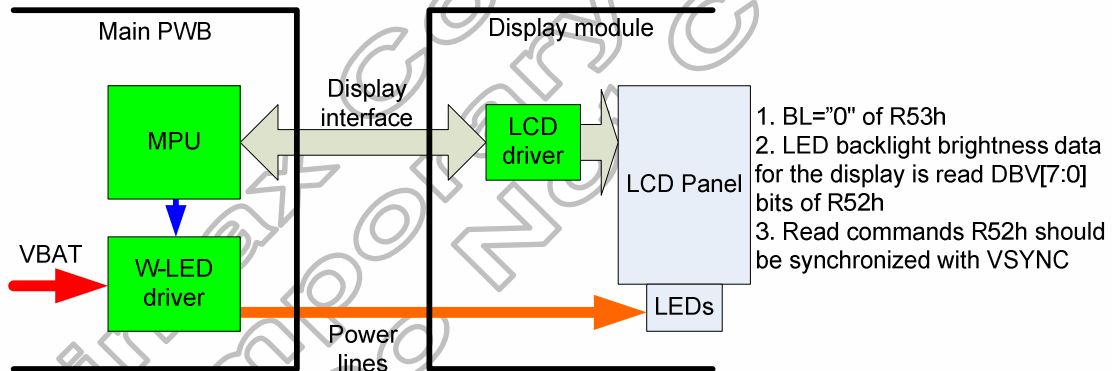 Main PWB
Display module
Display
interface
MPU
LCD
driver
LCD Panel
1. BL=”0" of R53h
2. LED backlight brightness data
for the display is read DBV[7:0]
bits of R52h
3. Read commands R52h should
be synchronized with VSYNC
VBAT
W-LED
driver
LEDs
Power
lines